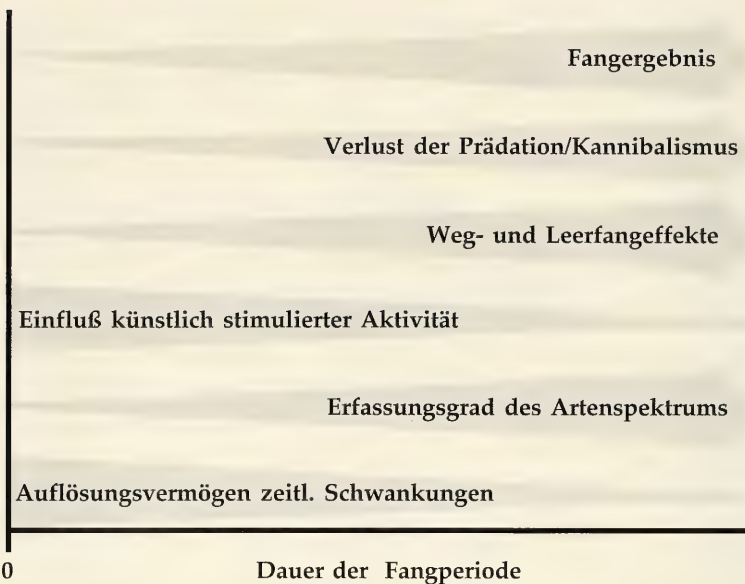 Fangergebnis
Verlust der Prädation/Kannibalismus
Weg- und Leerfangeffekte
Einfluß künstlich stimulierter Aktivität
Erfassungsgrad des Artenspektrums
Auflösungsvermögen zeitl. Schwankungen
0 Dauer der Fangperiode